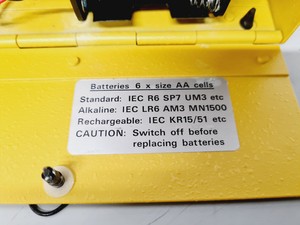 Batteries 6 x size AA cells
Standard: IEC R6 SP7 UM3 etc
Alkaline: IEC LR6 AM3 MN1500
Rechargeable: IEC KR15/51 etc
CAUTION: Switch off before
replacing batteries